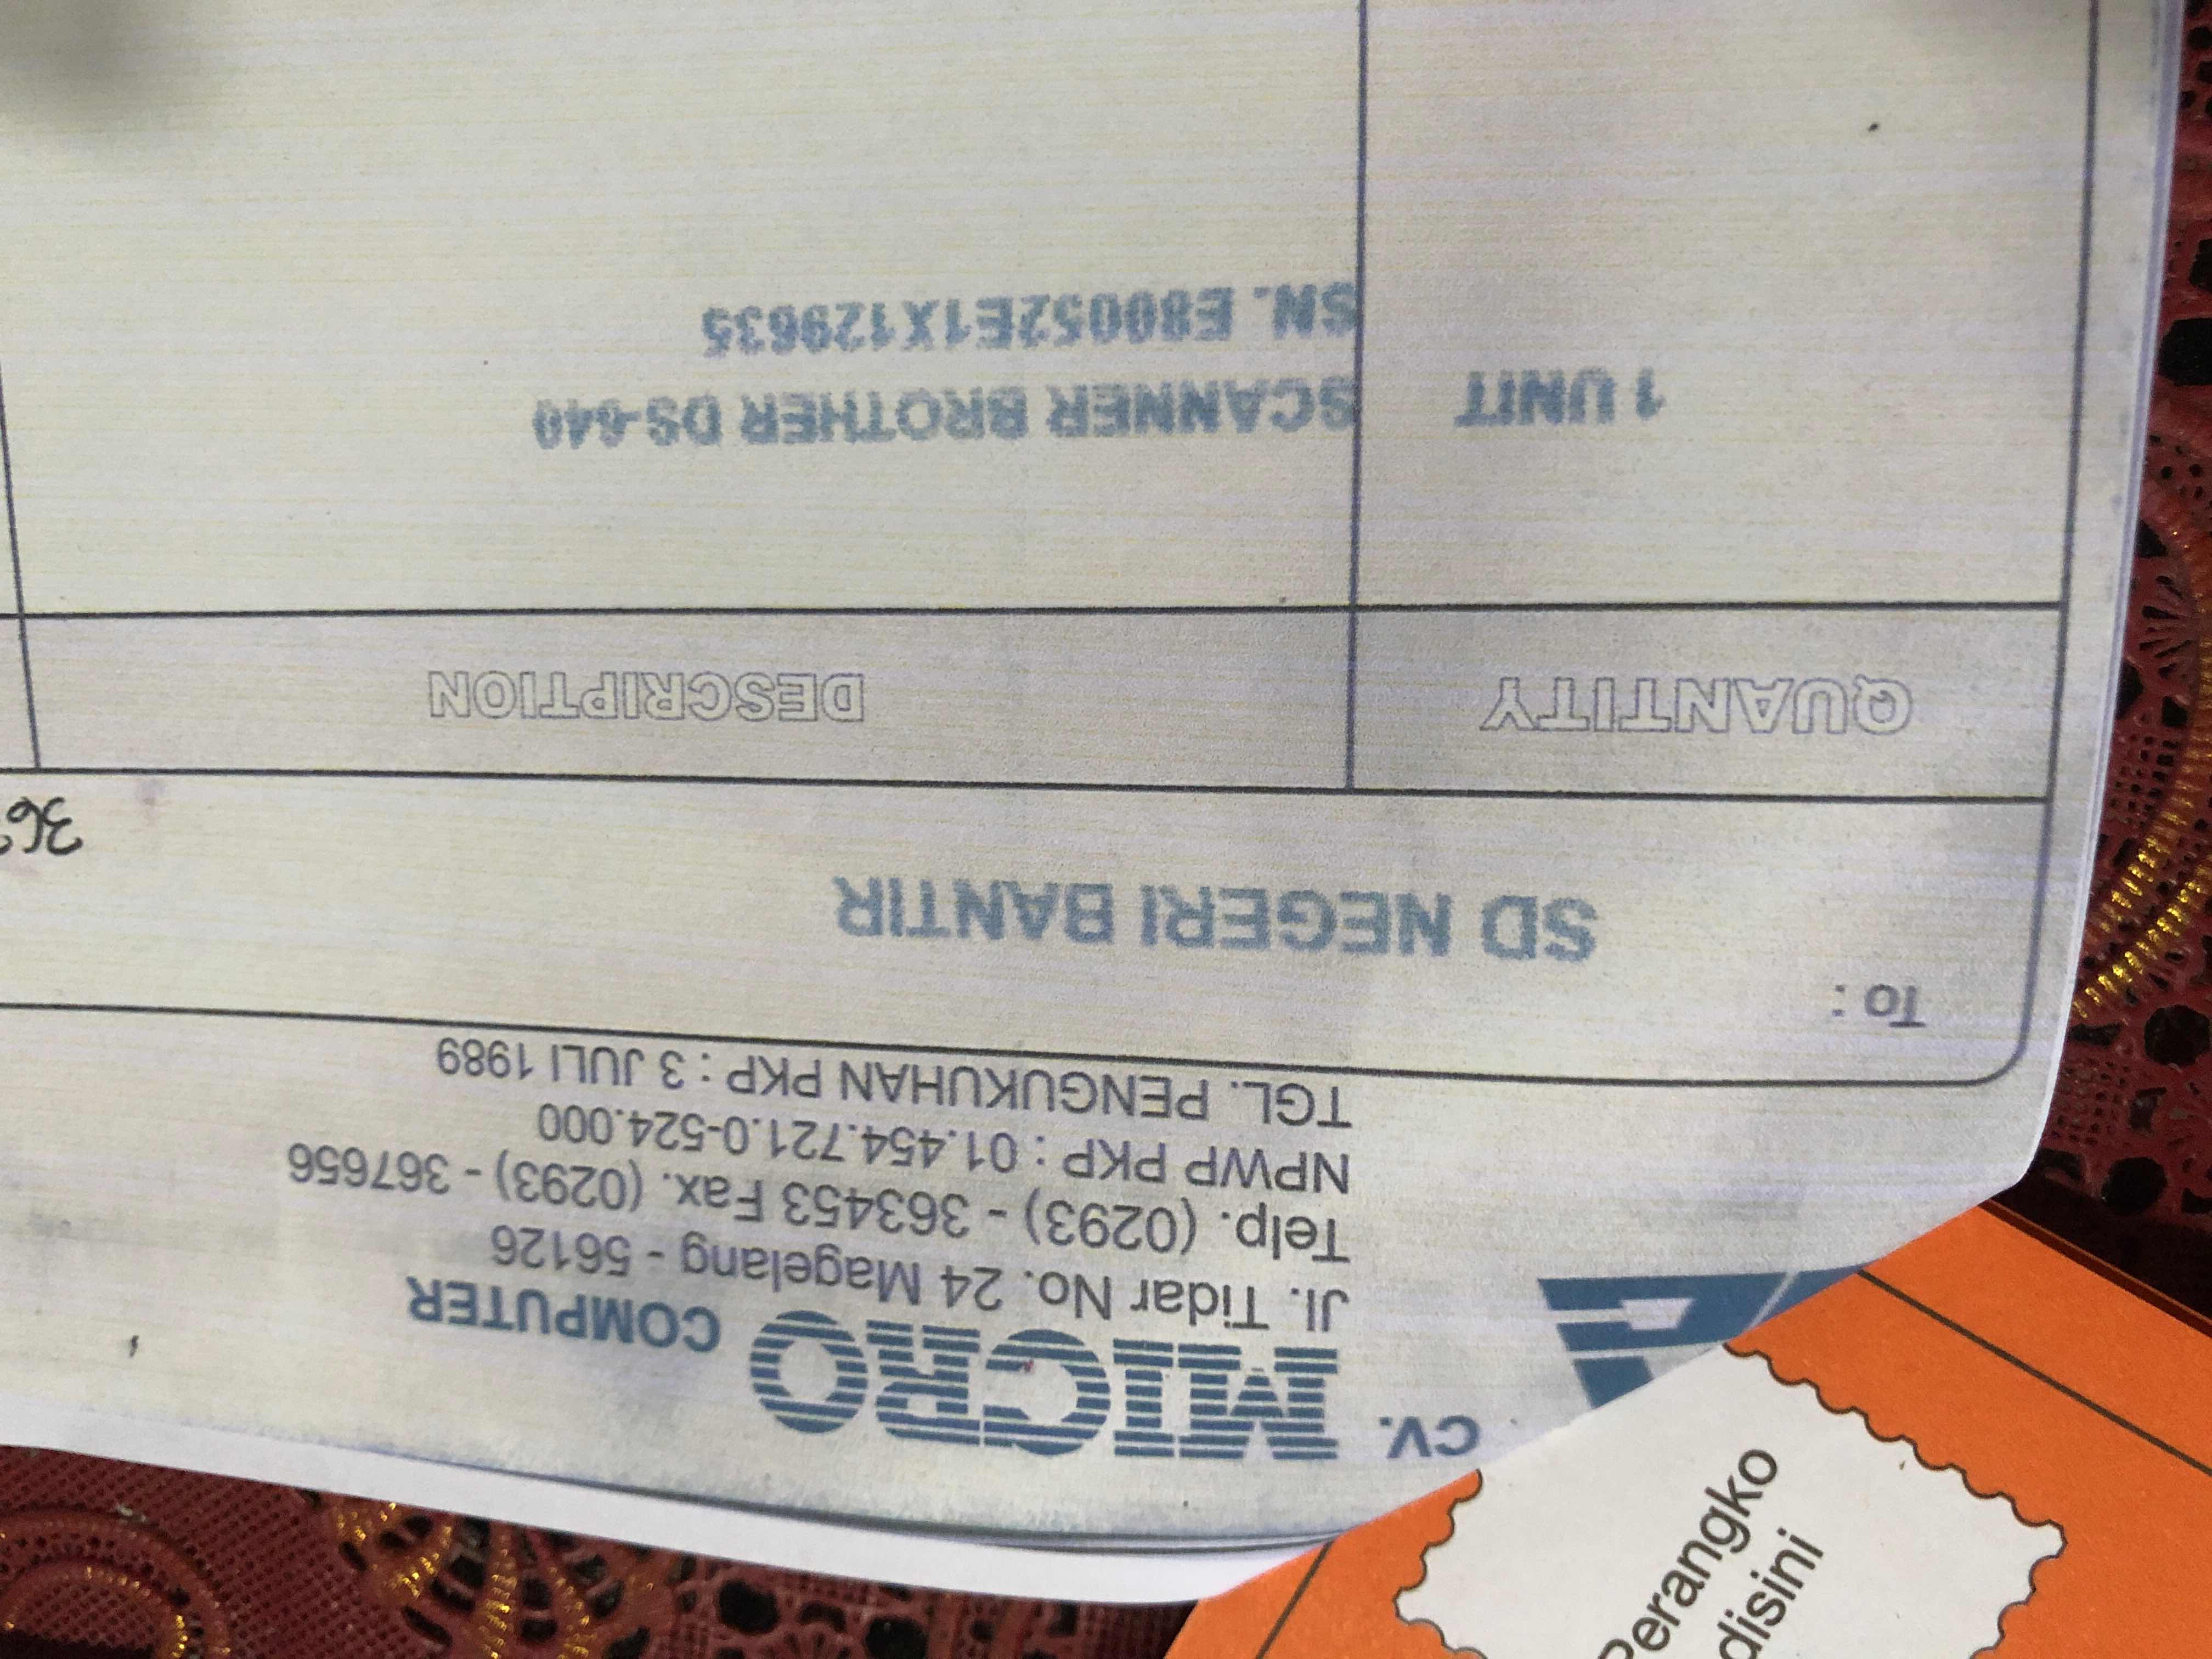 CV. MICRO COMPUTER
Jl. Tidar No. 24 Magelang - 56126
Telp. (0293) - 363453 Fax. (0293) - 367656
NPWP PKP : 01.454.721.0-524.000
TGL. PENGUKUHAN PKP : 3 JULI 1989
To :
SD NEGERI BANTIR
QUANTITY DESCRIPTION
1 UNIT SCANNER BROTHER DS-640
SN. E80052E1X129635
Perangko
disini